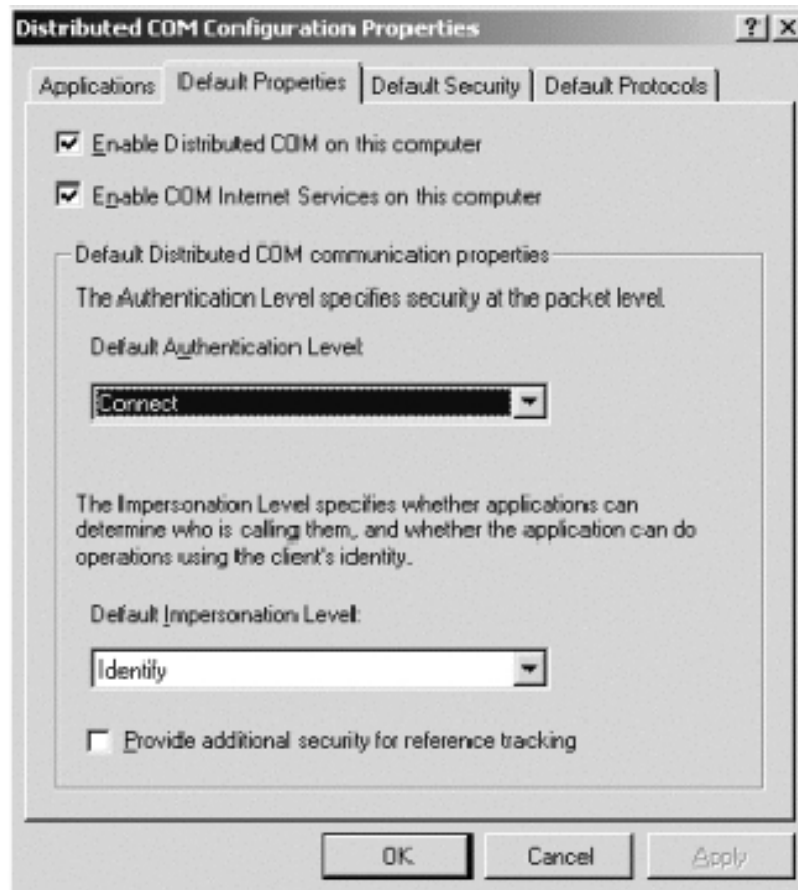 Distributed COM Configuration Properties
Applications Default Properties Default Security Default Protocols
Enable Distributed COM on this computer
Enable COM Internet Services on this computer
Default Distributed COM communication properties
The Authentication Level specifies security at the packet level.
Default Authentication Level:
Connect
The Impersonation Level specifies whether applications can
determine who is calling them, and whether the application can do
operations using the client's identity.
Default Impersonation Level:
Identify
Provide additional security for reference tracking
OK Cancel Apply